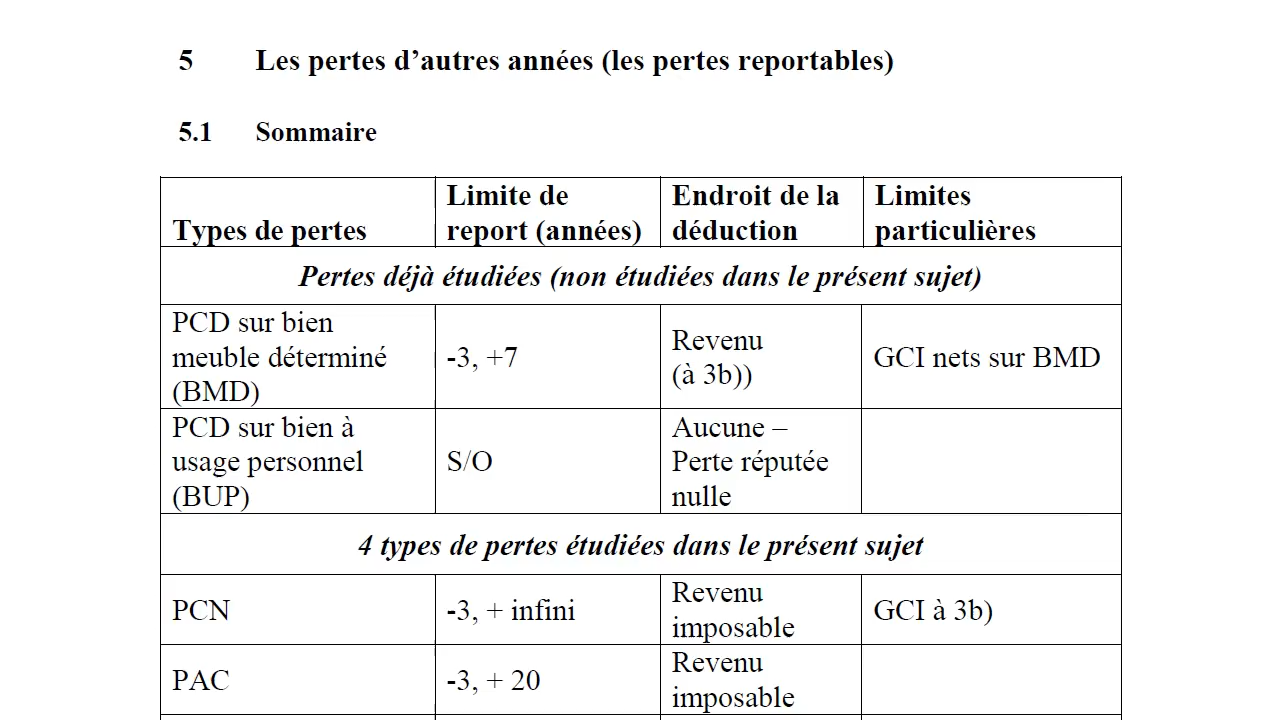 5 Les pertes d’autres années (les pertes reportables)
5.1 Sommaire
Types de pertes
Limite de
report (années)
Endroit de la
déduction
Limites
particulières
Pertes déjà étudiées (non étudiées dans le présent sujet)
PCD sur bien
meuble déterminé
(BMD)
-3, +7
Revenu
(à 3b))
GCI nets sur BMD
PCD sur bien à
usage personnel
(BUP)
S/O
Aucune –
Perte réputée
nulle
4 types de pertes étudiées dans le présent sujet
PCN
-3, + infini
Revenu
imposable
GCI à 3b)
PAC
-3, + 20
Revenu
imposable